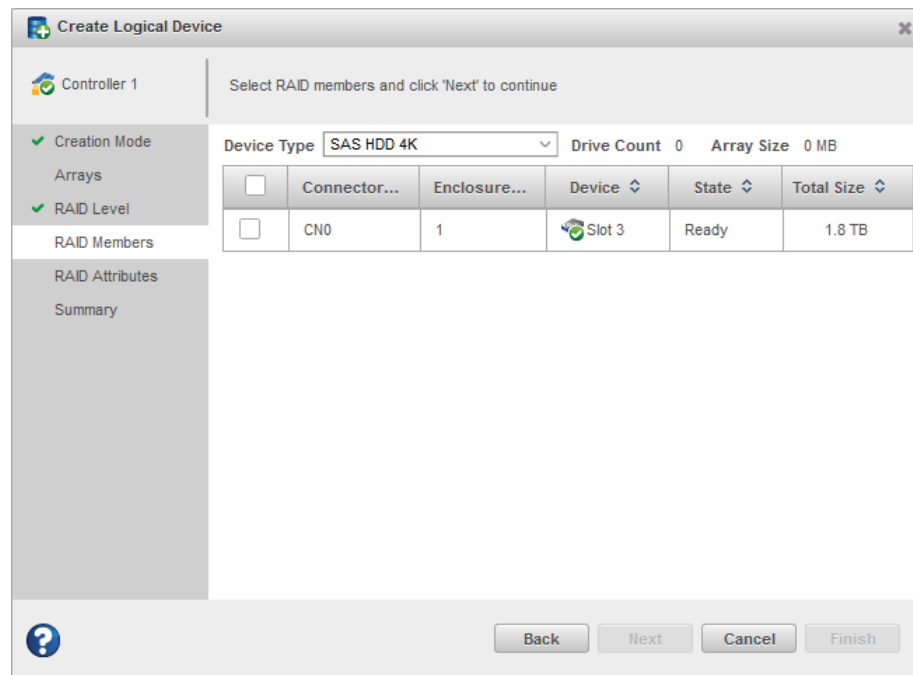 Create Logical Device
Controller 1
Select RAID members and click 'Next' to continue
Creation Mode
Arrays
RAID Level
RAID Members
RAID Attributes
Summary
Device Type SAS HDD 4K Drive Count 0 Array Size 0 MB
Connector... Enclosure... Device State Total Size
CN0 1 Slot 3 Ready 1.8 TB
? Back Next Cancel Finish